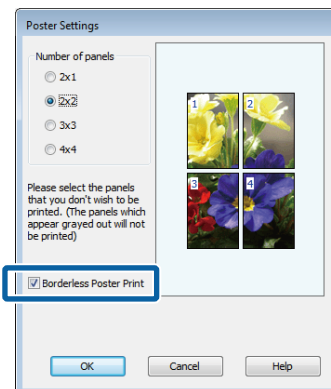 Poster Settings
Number of panels
2x1
2x2
3x3
4x4
1 2
3 4
Please select the panels
that you don't wish to be
printed. (The panels which
appear grayed out will not
be printed)
Borderless Poster Print
OK Cancel Help